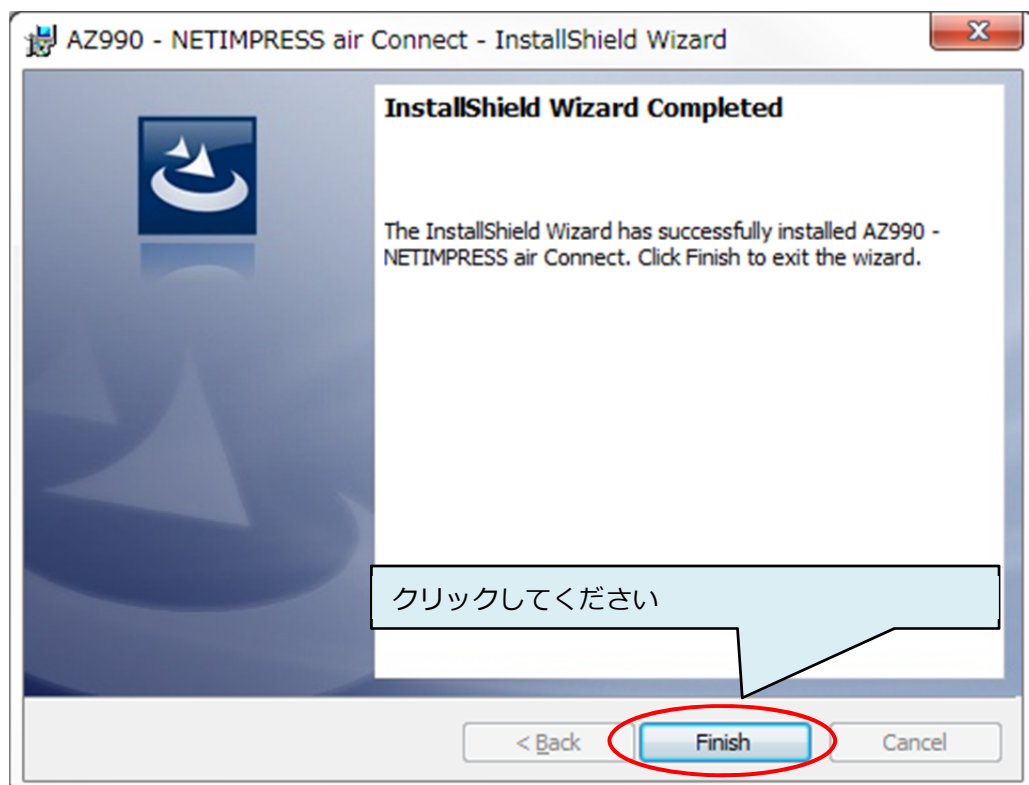 AZ990 - NETIMPRESS air Connect - InstallShield Wizard
InstallShield Wizard Completed
The InstallShield Wizard has successfully installed AZ990 -
NETIMPRESS air Connect. Click Finish to exit the wizard.
クリックしてください
< Back
Finish
Cancel